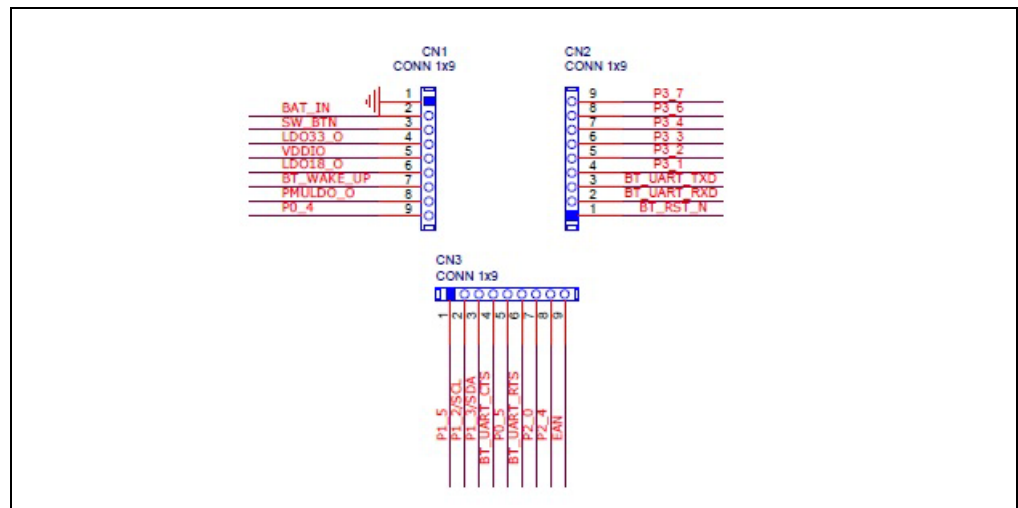 CN1
CONN 1x9
1
BAT_IN 2
SW_BTN 3
LDO33_O 4
VDDIO 5
LDO18_O 6
BT_WAKE_UP 7
PMULDO_O 8
P0_4 9
CN2
CONN 1x9
9 P3_7
8 P3_6
7 P3_4
6 P3_3
5 P3_2
4 P3_1
3 BT_UART_TXD
2 BT_UART_RXD
1 BT_RST_N
CN3
CONN 1x9
1 P1_5
2 P1_2/SCL
3 P1_3/SDA
4 BT_UART_CTS
5 P0_5
6 BT_UART_RTS
7 P2_0
8 P2_4
9 EAN